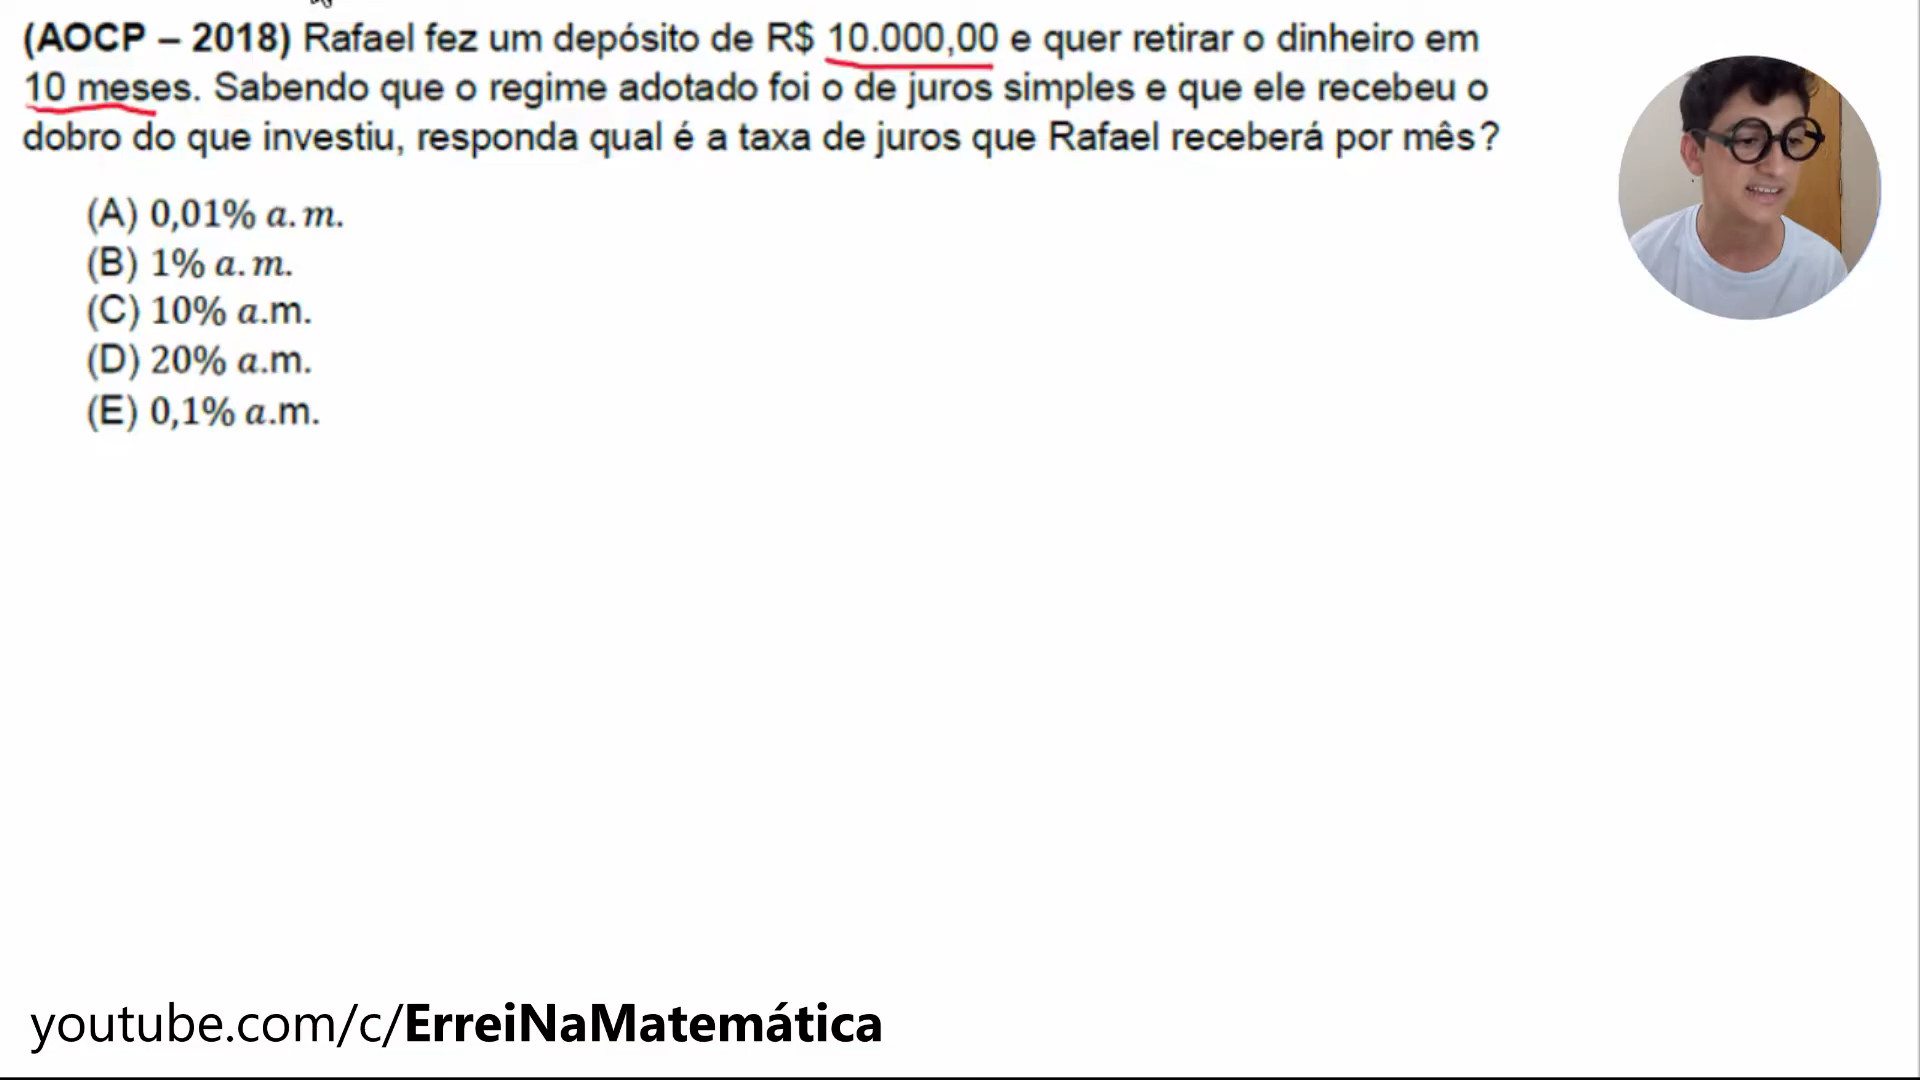 (AOCP – 2018) Rafael fez um depósito de R$ 10.000,00 e quer retirar o dinheiro em
10 meses. Sabendo que o regime adotado foi o de juros simples e que ele recebeu o
dobro do que investiu, responda qual é a taxa de juros que Rafael receberá por mês?
(A) 0,01% a.m.
(B) 1% a.m.
(C) 10% a.m.
(D) 20% a.m.
(E) 0,1% a.m.
youtube.com/c/ErreiNaMatemática